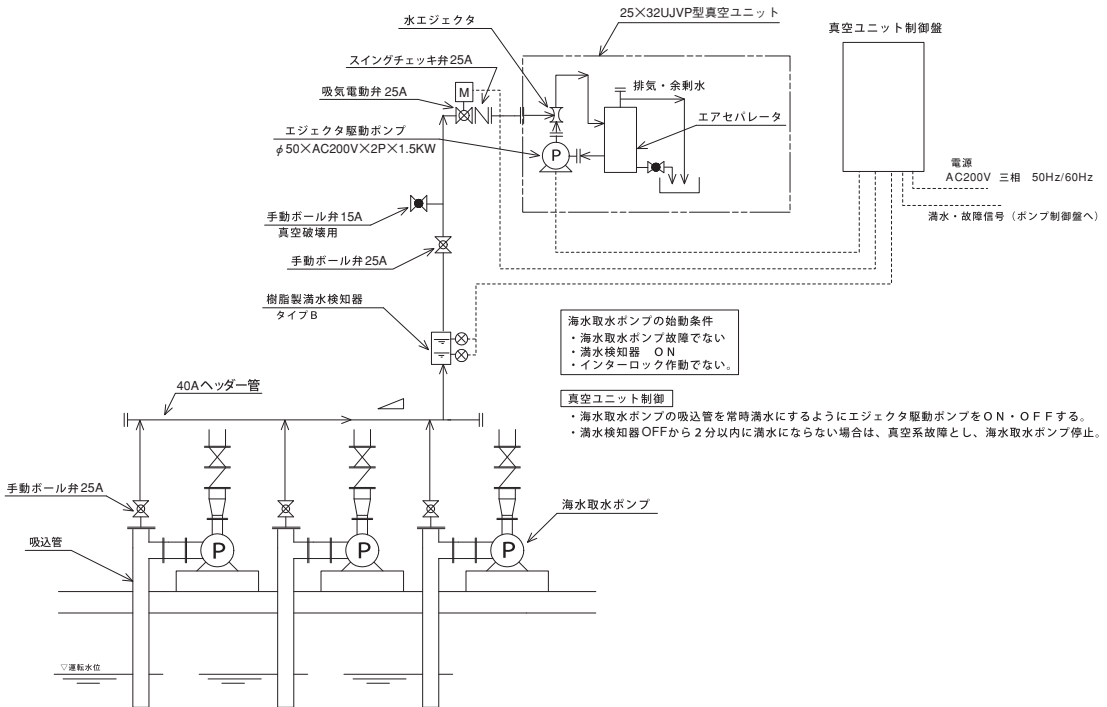 水エジェクタ
25×32UJVP型真空ユニット
真空ユニット制御盤
スイングチェッキ弁25A
吸気電動弁25A
M
排気・余剰水
エジェクタ駆動ポンプ
φ50×AC200V×2P×1.5KW
エアセパレータ
P
電源
AC200V 三相 50Hz/60Hz
満水・故障信号（ポンプ制御盤へ）
手動ボール弁15A
真空破壊用
手動ボール弁25A
樹脂製満水検知器
タイプB
海水取水ポンプの始動条件
・海水取水ポンプ故障でない
・満水検知器 ON
・インターロック作動でない。
40Aヘッダー管
真空ユニット制御
・海水取水ポンプの吸込管を常時満水にするようにエジェクタ駆動ポンプをON・OFFする。
・満水検知器OFFから2分以内に満水にならない場合は、真空系故障とし、海水取水ポンプ停止。
手動ボール弁25A
海水取水ポンプ
吸込管
P
P
P
▽運転水位